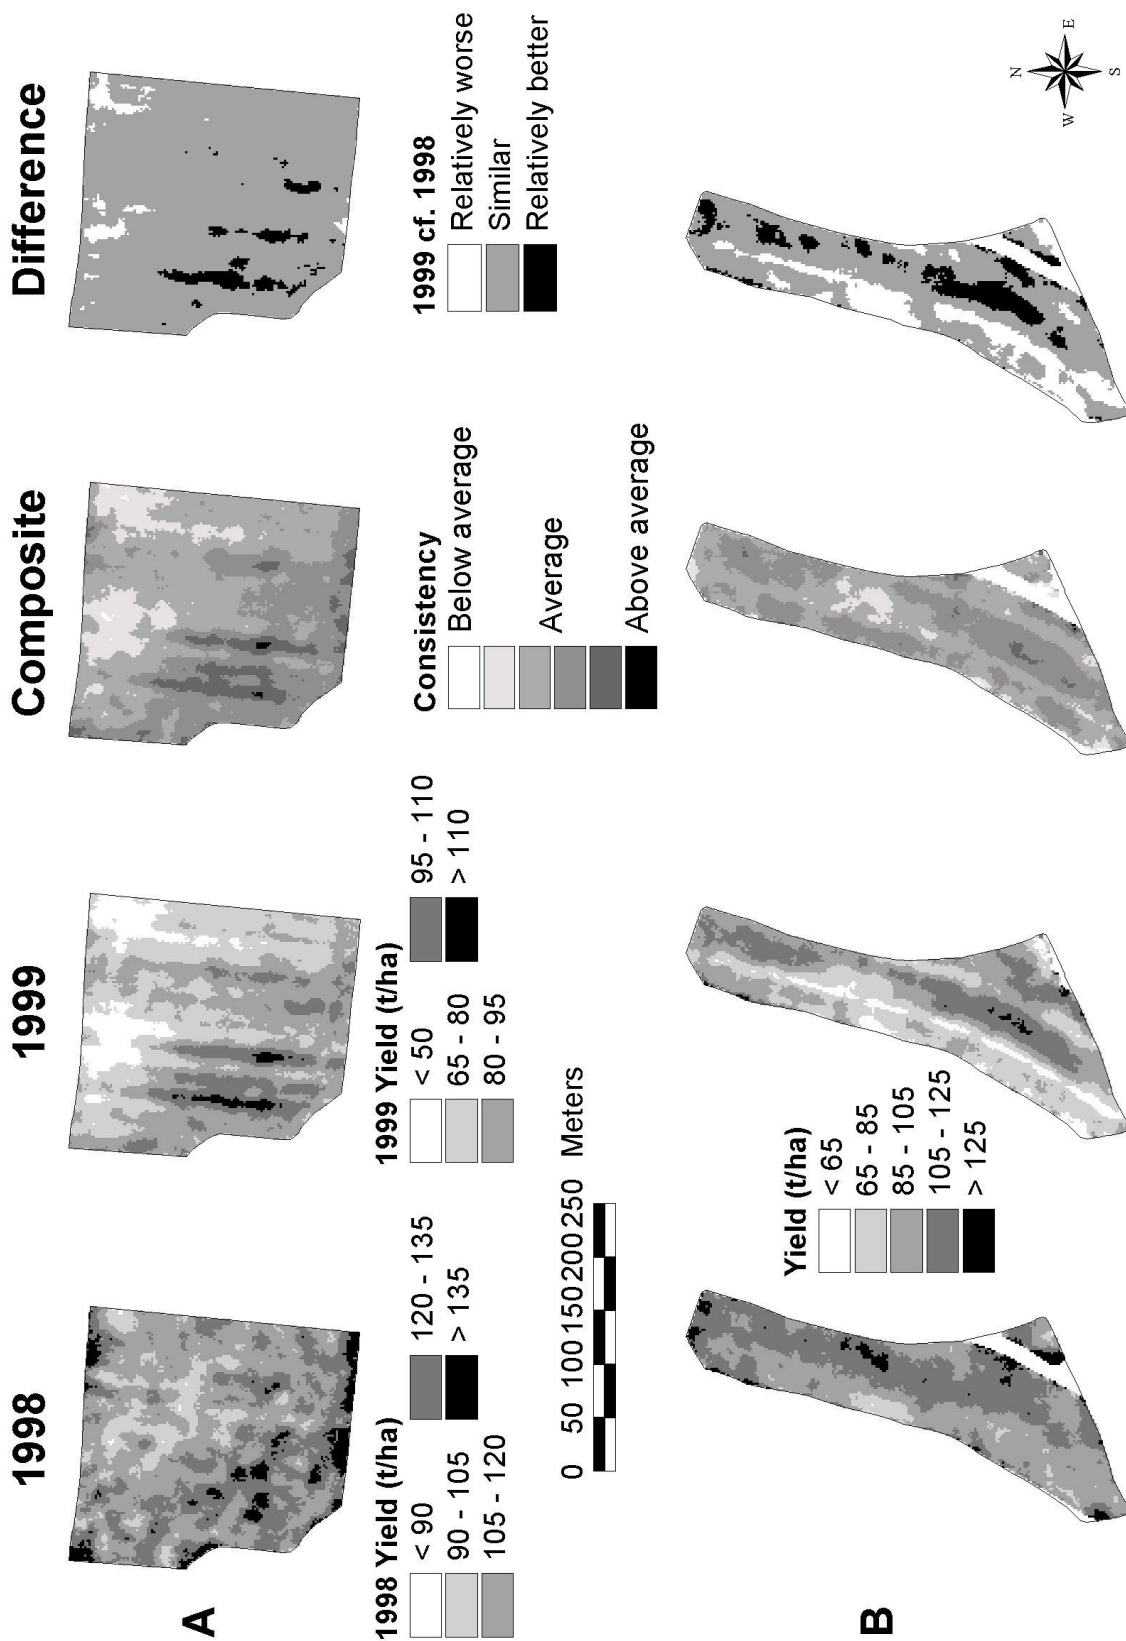 1998
1999
Composite
Difference
A
1998 Yield (t/ha)
< 90
90 - 105
105 - 120
120 - 135
> 135
1999 Yield (t/ha)
< 50
65 - 80
80 - 95
95 - 110
> 110
Consistency
Below average
Average
Above average
1999 cf. 1998
Relatively worse
Similar
Relatively better
0 50 100 150 200 250 Meters
B
Yield (t/ha)
< 65
65 - 85
85 - 105
105 - 125
> 125
N
W
E
S